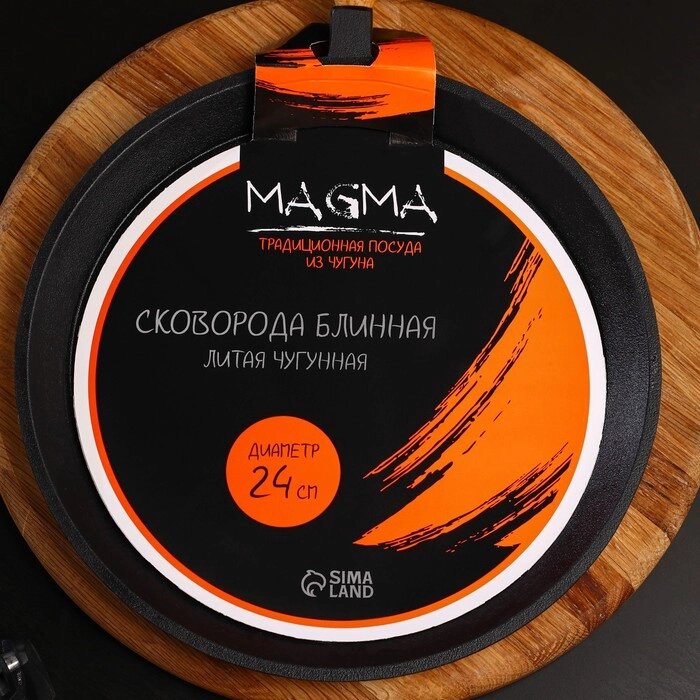 MAGMA
ТРАДИЦИОННАЯ ПОСУДА
ИЗ ЧУГУНА
СКОВОРОДА БЛИННАЯ
ЛИТАЯ ЧУГУННАЯ
ДИАМЕТР
24 СМ
SIMA
LAND